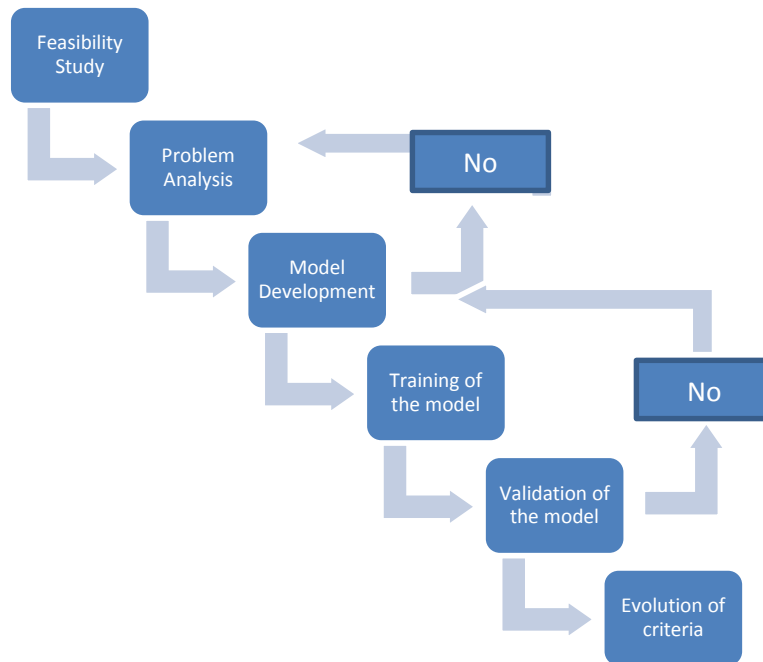 Feasibility
Study
Problem
Analysis
No
Model
Development
Training of
the model
No
Validation of
the model
Evolution of
criteria